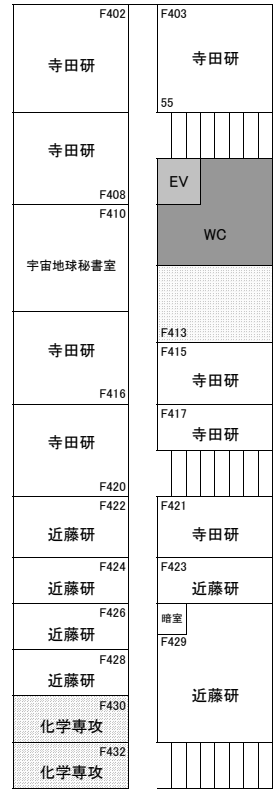 F402
寺田研
F403
寺田研
55
寺田研
F408
EV
WC
F410
宇宙地球秘書室
F413
寺田研
F416
F415
寺田研
F417
寺田研
寺田研
F420
F422
近藤研
F421
寺田研
F424
近藤研
F423
近藤研
F426
近藤研
暗室
F429
近藤研
F428
近藤研
F430
化学専攻
F432
化学専攻